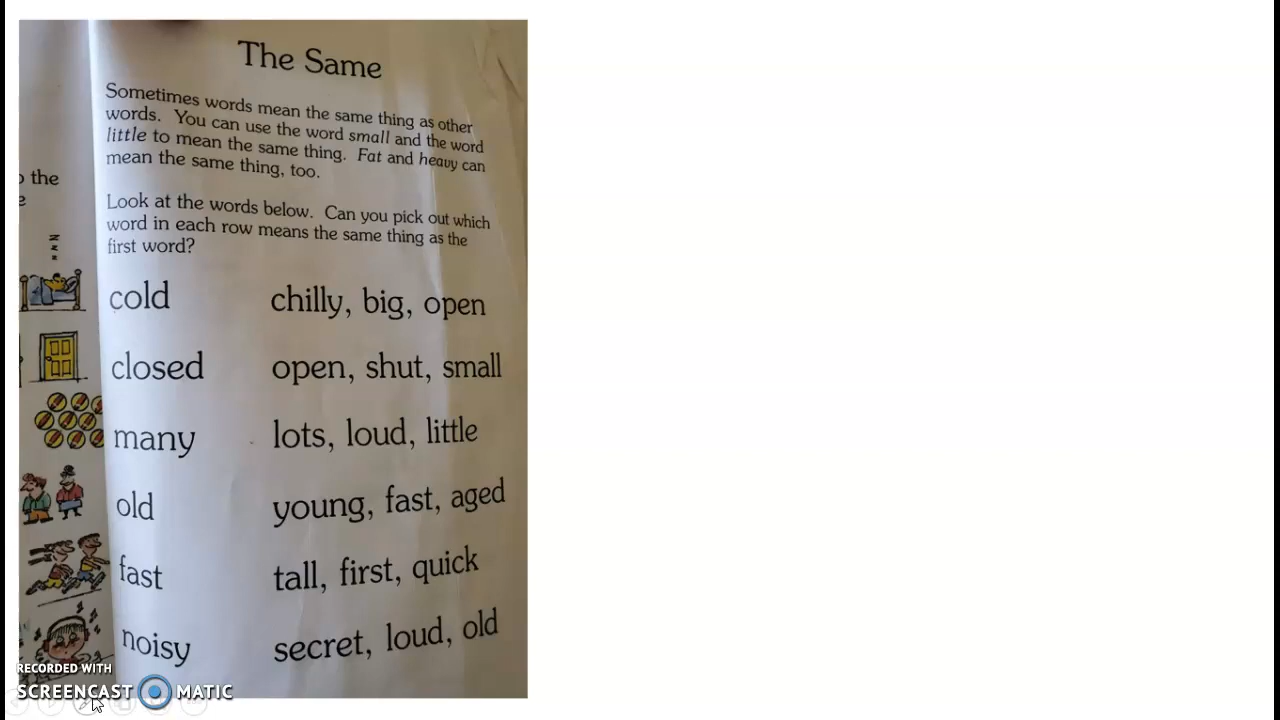 The Same
Sometimes words mean the same thing as other
words. You can use the word small and the word
little to mean the same thing. Fat and heavy can
mean the same thing, too.
the
Look at the words below. Can you pick out which
word in each row means the same thing as the
first word?
cold chilly, big, open
closed open, shut, small
many lots, loud, little
old young, fast, aged
fast tall, first, quick
noisy secret, loud, old
RECORDED WITH
SCREENCAST MATIC